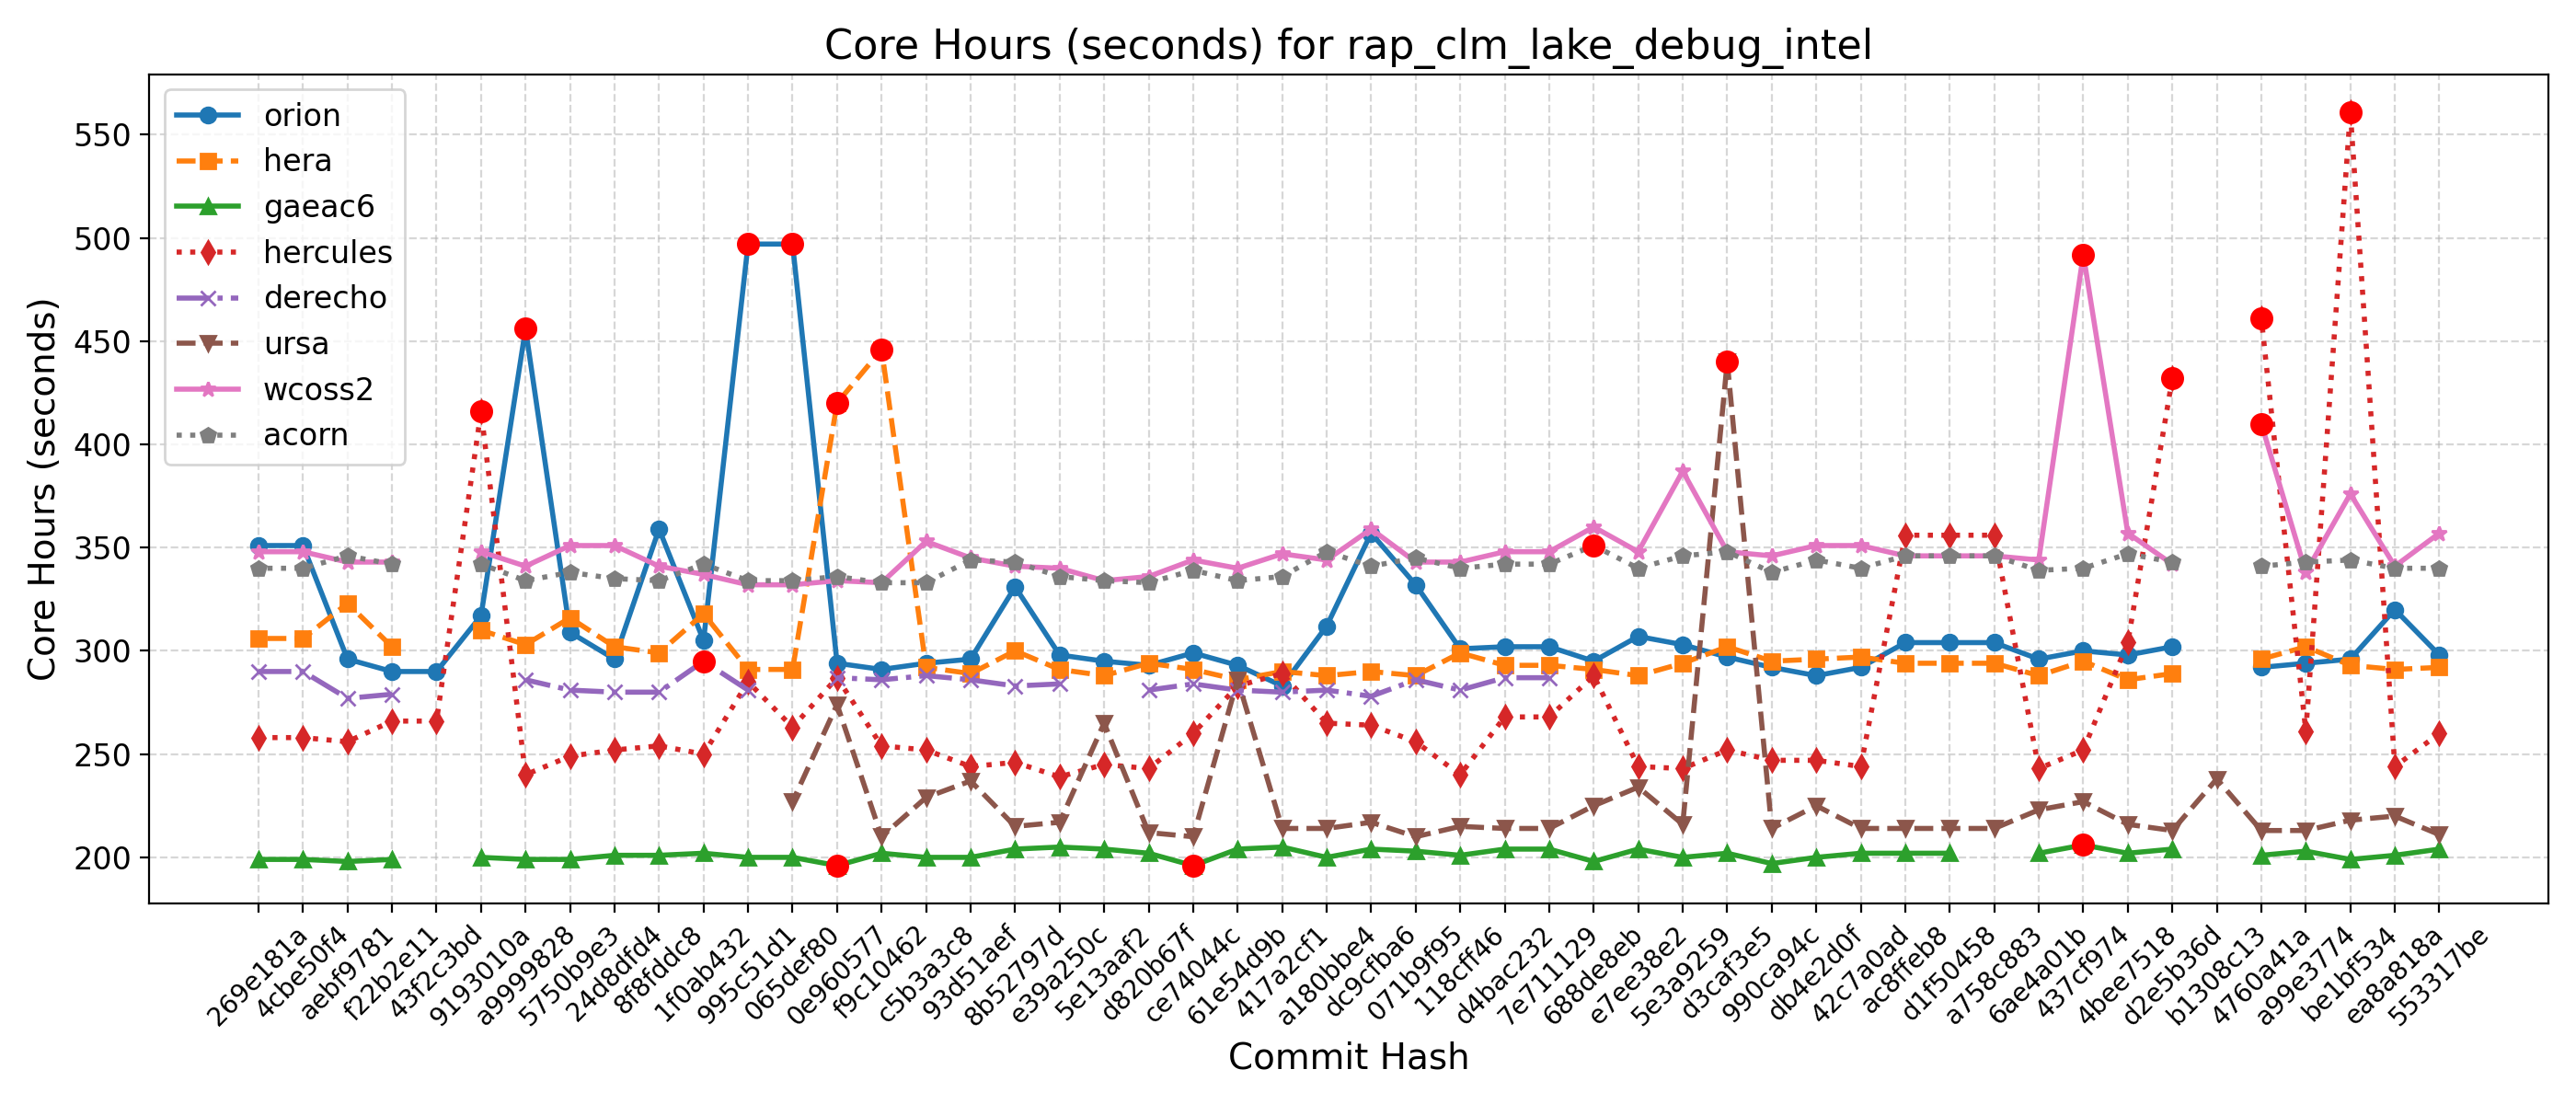 Core Hours (seconds) for rap_clm_lake_debug_intel
orion
hera
gaeac6
hercules
derecho
ursa
wcoss2
acorn
Core Hours (seconds)
550
500
450
400
350
300
250
200
269e181a
4cbe50f4
aebf9781
f22b2e11
43f2c3bd
9193010a
a9999828
5750b9e3
24d8dfd4
8f8fddc8
1f0ab432
995c51d1
065def80
0e960577
f9c10462
c5b3a3c8
93d51aef
8b52797d
e39a250c
5e13aaf2
d820b67f
ce74044c
61e54d9b
417a2cf1
a180bbe4
dc9cfba6
071b9f95
118cff46
d4bac232
7e711129
688de8eb
e7ee38e2
5e3a9259
d3caf3e5
990ca94c
db4e2d0f
42c7a0ad
ac8ffeb8
d1f50458
a758c883
6ae4a01b
437cf974
4bee7518
d2e5b36d
b1308c13
4760a41a
a99e3774
be1bf534
ea8a818a
553317be
Commit Hash